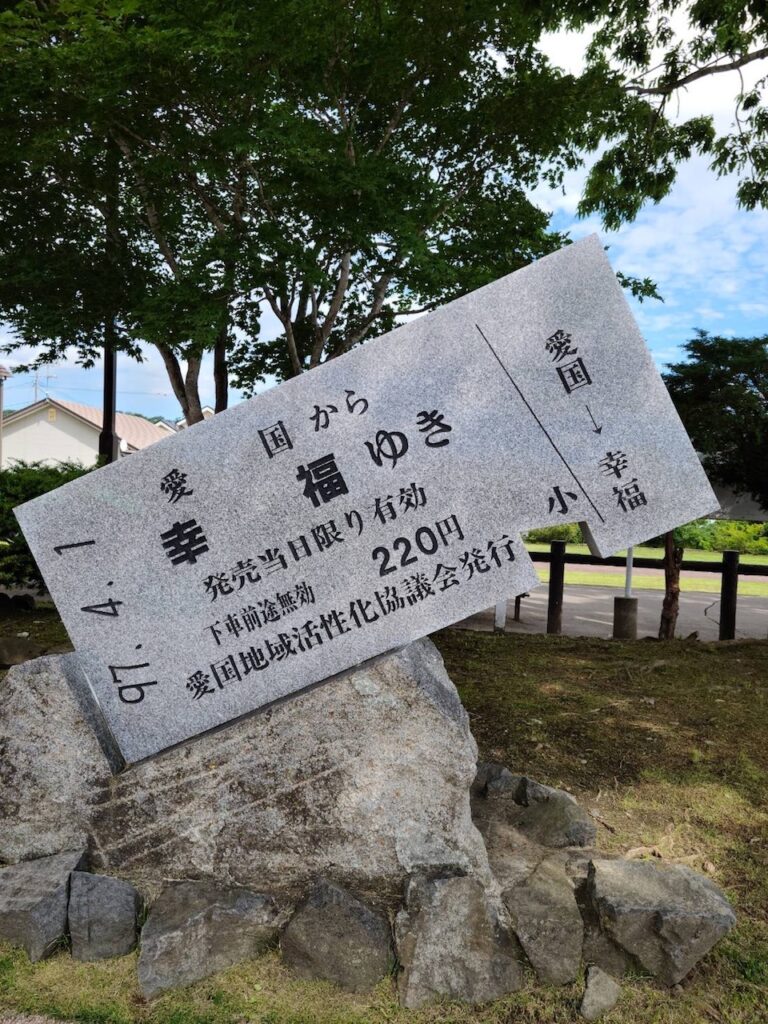 愛国から
幸福ゆき
発売当日限り有効
下車前途無効 220円
愛国地域活性化協議会発行
小
愛国→幸福
97.4.1